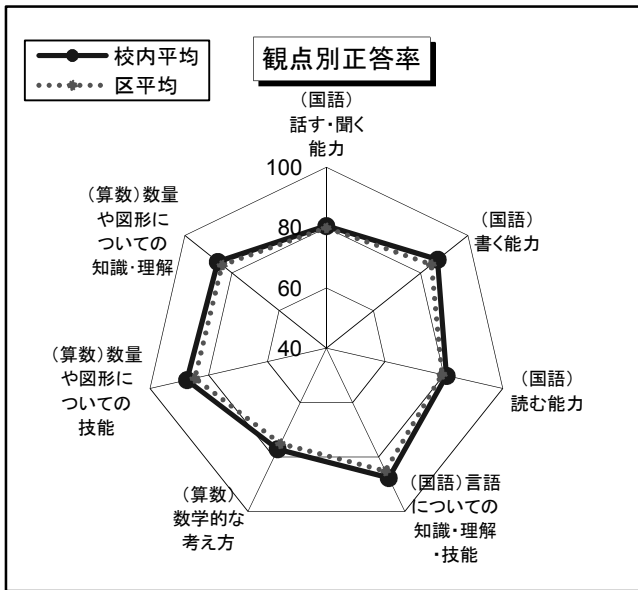 校内平均
区平均
観点別正答率
（国語）
話す・聞く
能力
（国語）
書く能力
（国語）
読む能力
（国語）言語
についての
知識・理解
・技能
（算数）
数学的な
考え方
（算数）数量
や図形に
ついての
技能
（算数）数量
や図形に
ついての
知識・理解
100
80
60
40